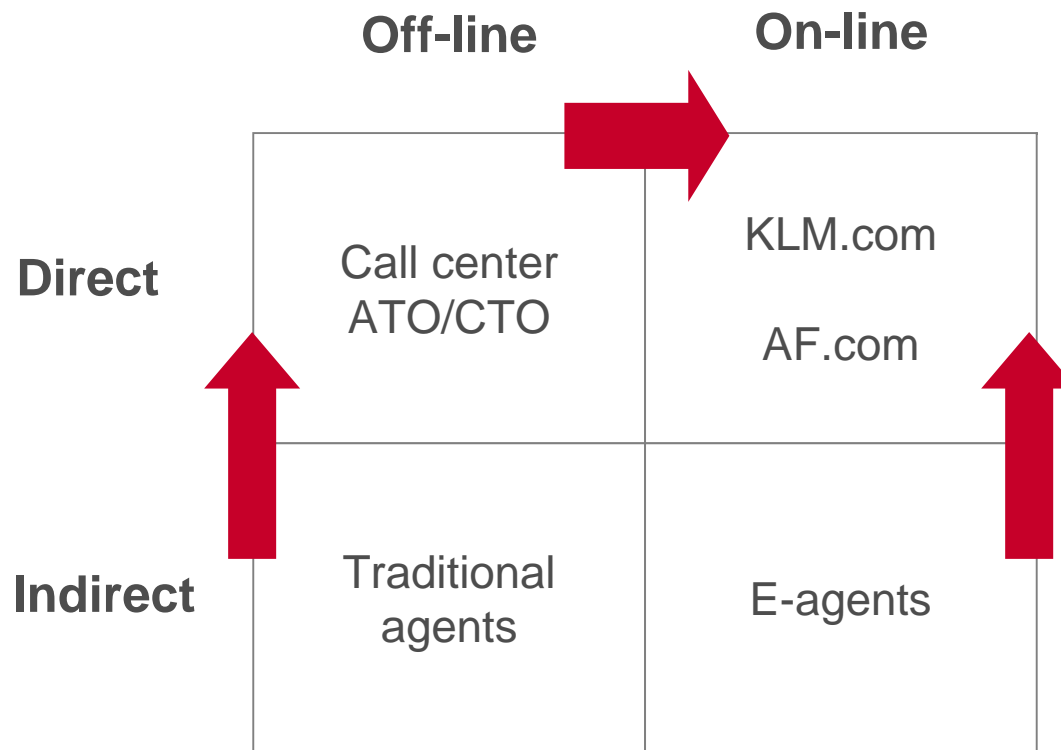 Off-line
On-line
Direct
Call center
ATO/CTO
KLM.com
AF.com
Indirect
Traditional
agents
E-agents